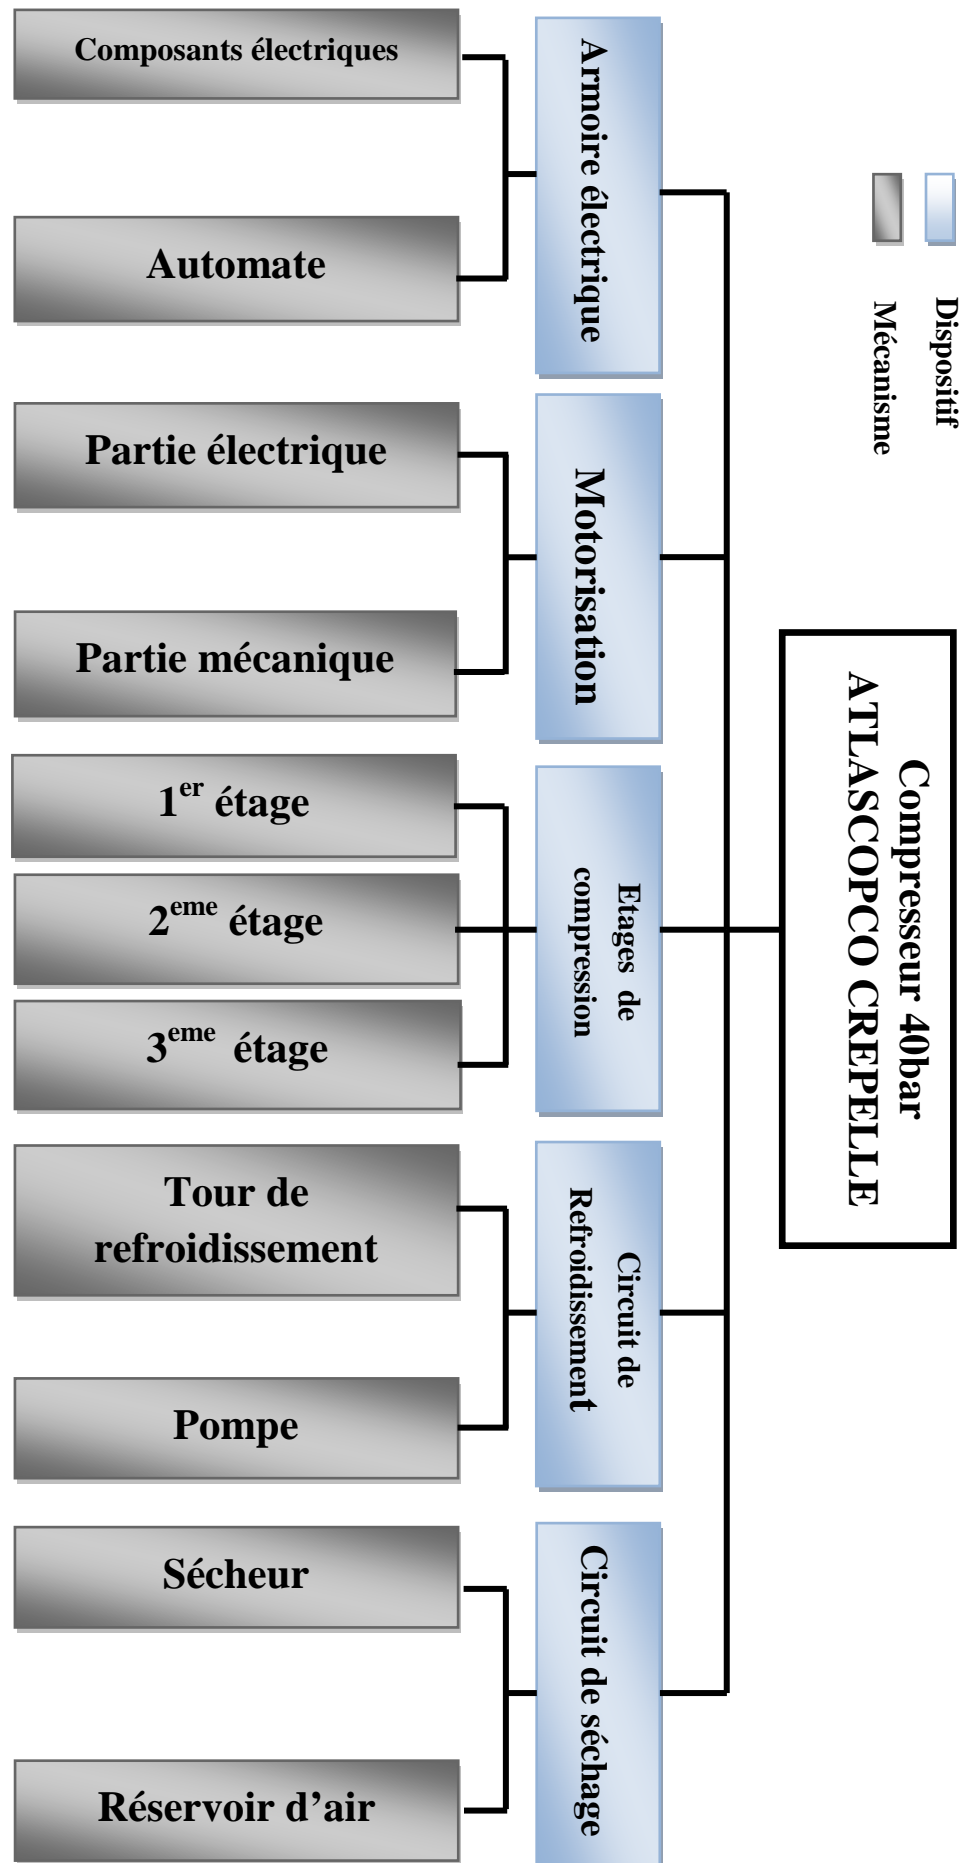 Dispositif
Mécanisme
Compresseur 40bar
ATLASCOPCO CREPELLE
Armoire électrique
Composants électriques
Automate
Motorisation
Partie électrique
Partie mécanique
Etages de
compression
1er étage
2eme étage
3eme étage
Circuit de
Refroidissement
Tour de
refroidissement
Pompe
Circuit de séchage
Sécheur
Réservoir d’air